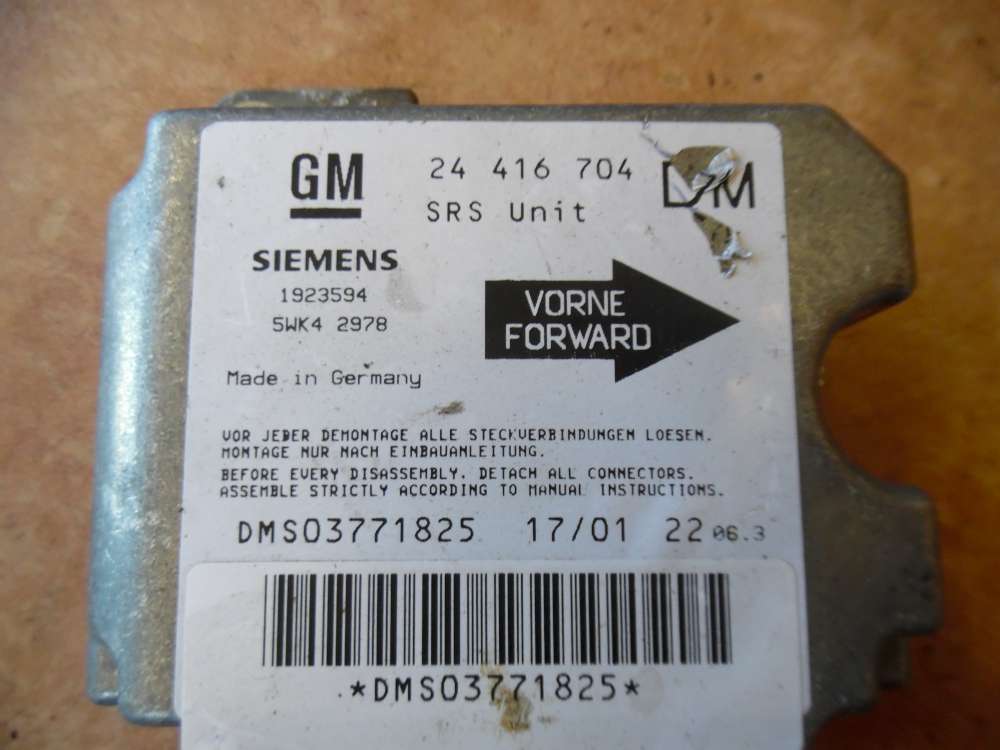 GM 24 416 704 DM
SRS Unit
SIEMENS
1923594
5WK4 2978
VORNE
FORWARD
Made in Germany
VOR JEDER DEMONTAGE ALLE STECKVERBINDUNGEN LOESEN.
MONTAGE NUR NACH EINBAUANLEITUNG.
BEFORE EVERY DISASSEMBLY. DETACH ALL CONNECTORS.
ASSEMBLE STRICTLY ACCORDING TO MANUAL INSTRUCTIONS.
DMS03771825 17/01 22 06.3
*DMS03771825*